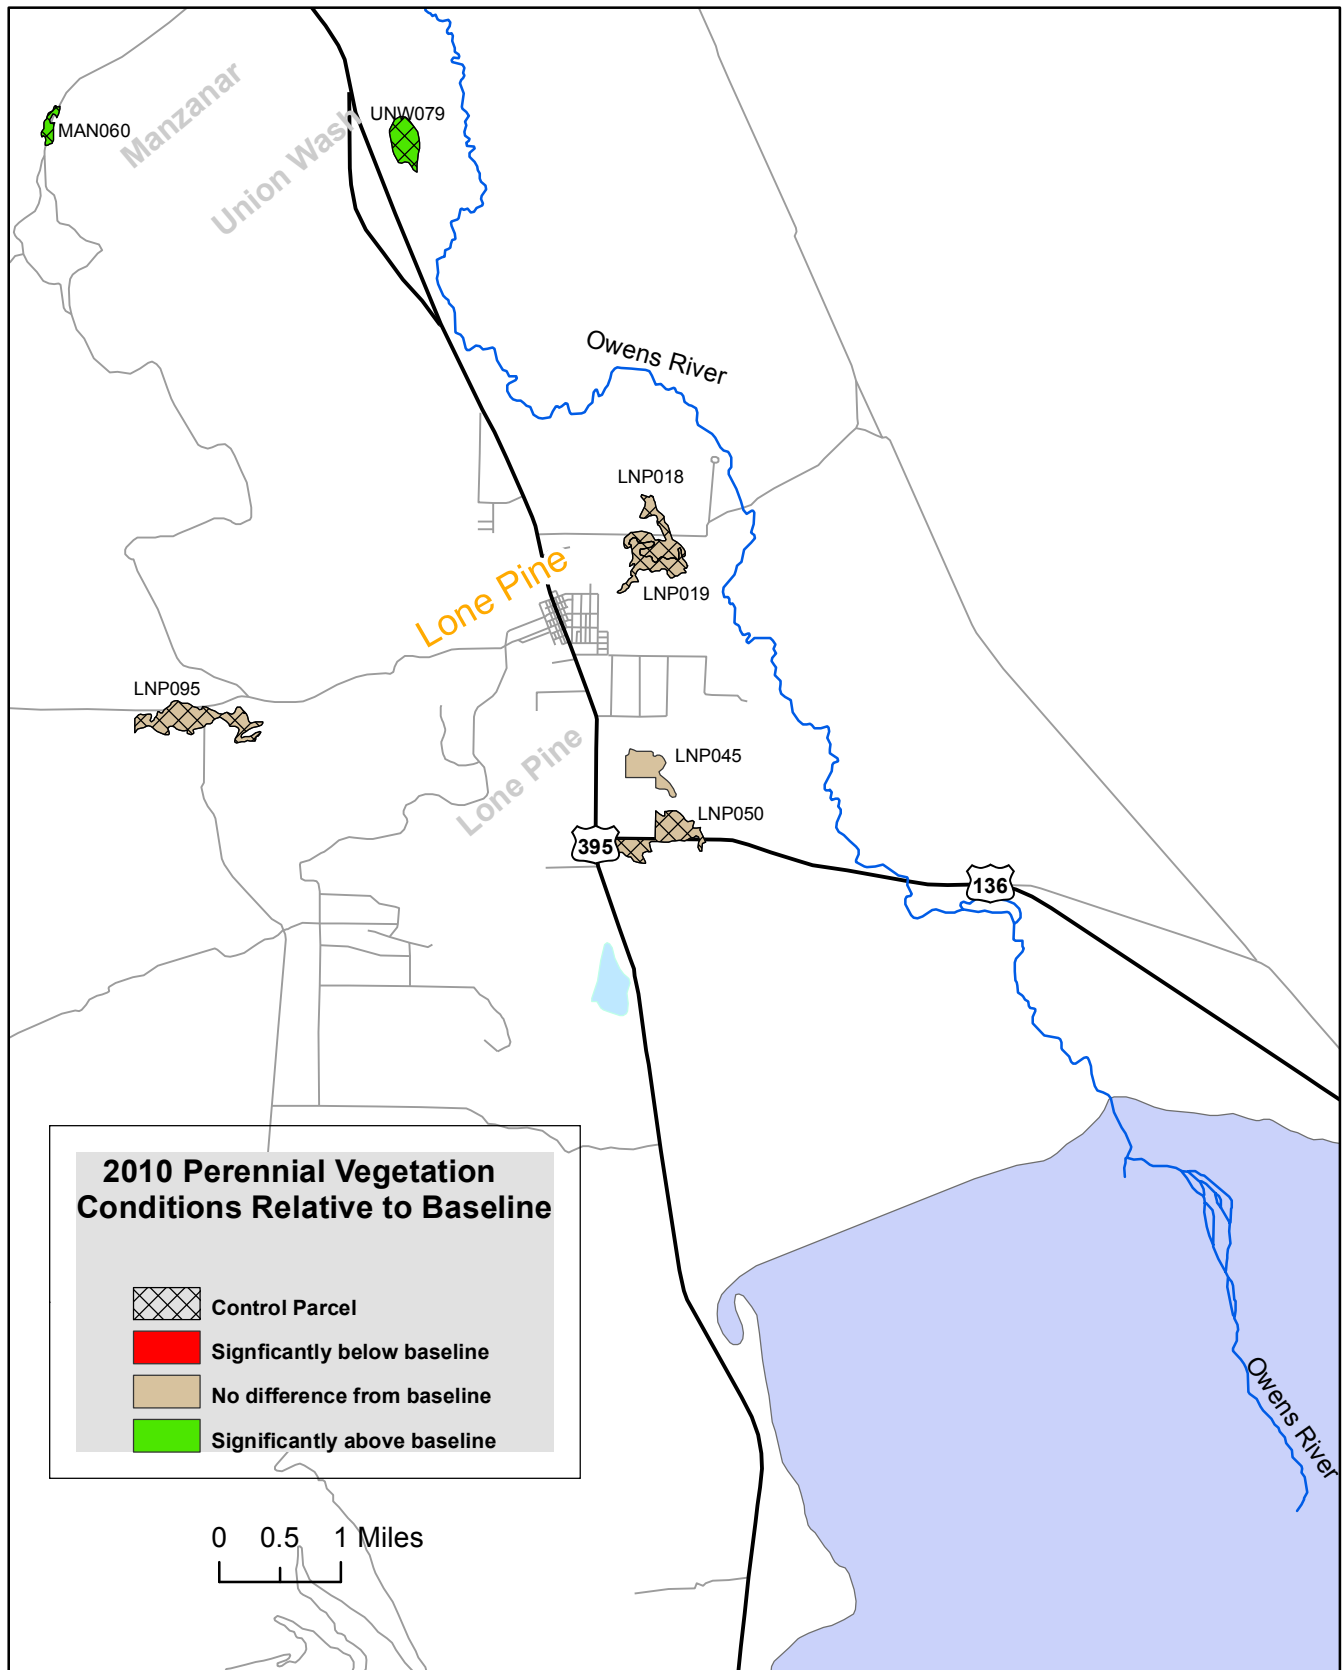 MAN060
Manzanar
UNW079
Union Wash
Owens River
LNP018
LNP019
Lone Pine
LNP095
LNP045
Lone Pine
LNP050
395
136
2010 Perennial Vegetation
Conditions Relative to Baseline
Control Parcel
Signficantly below baseline
No difference from baseline
Significantly above baseline
Owens River
0 0.5 1 Miles